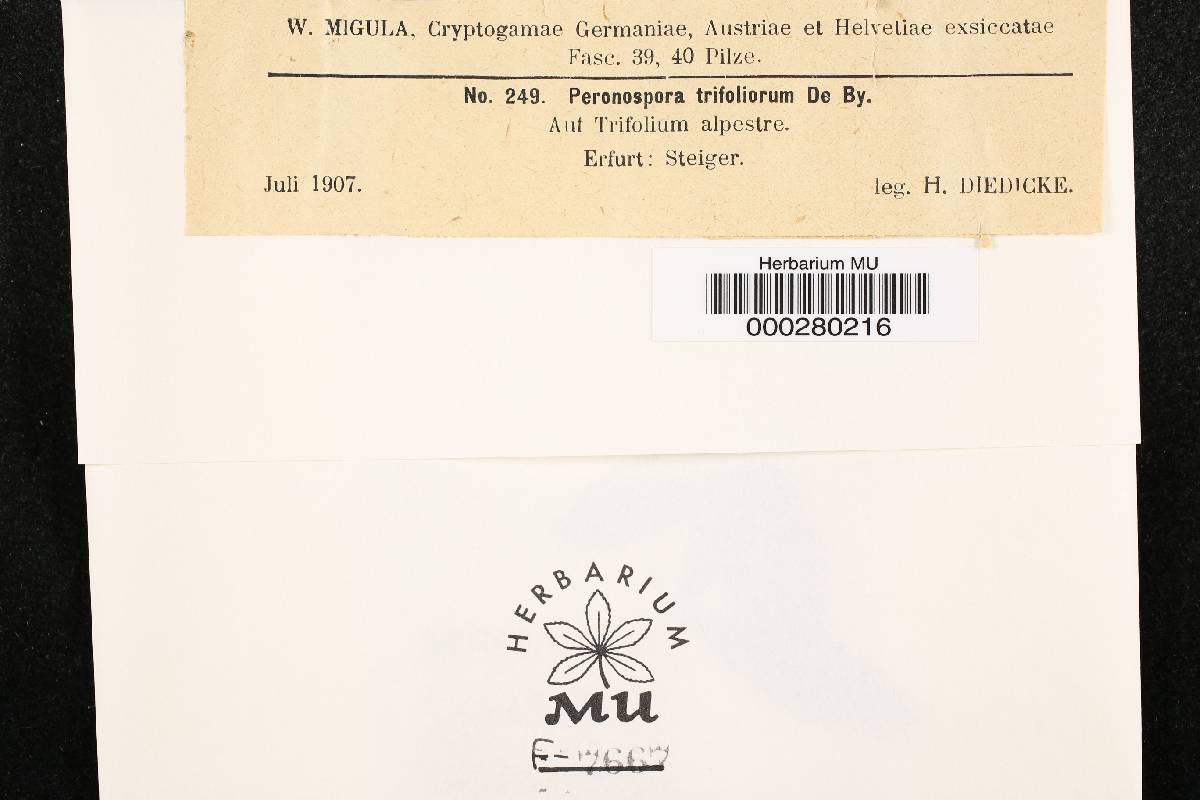 W. MIGULA, Cryptogamae Germaniae, Austriae et Helvetiae exsiccatae
Fasc. 39, 40 Pilze.
No. 249. Peronospora trifoliorum De By.
Auf Trifolium alpestre.
Erfurt: Steiger.
Juli 1907.
leg. H. DIEDICKE.
Herbarium MU
000280216
HERBARIUM
MU
F-7667